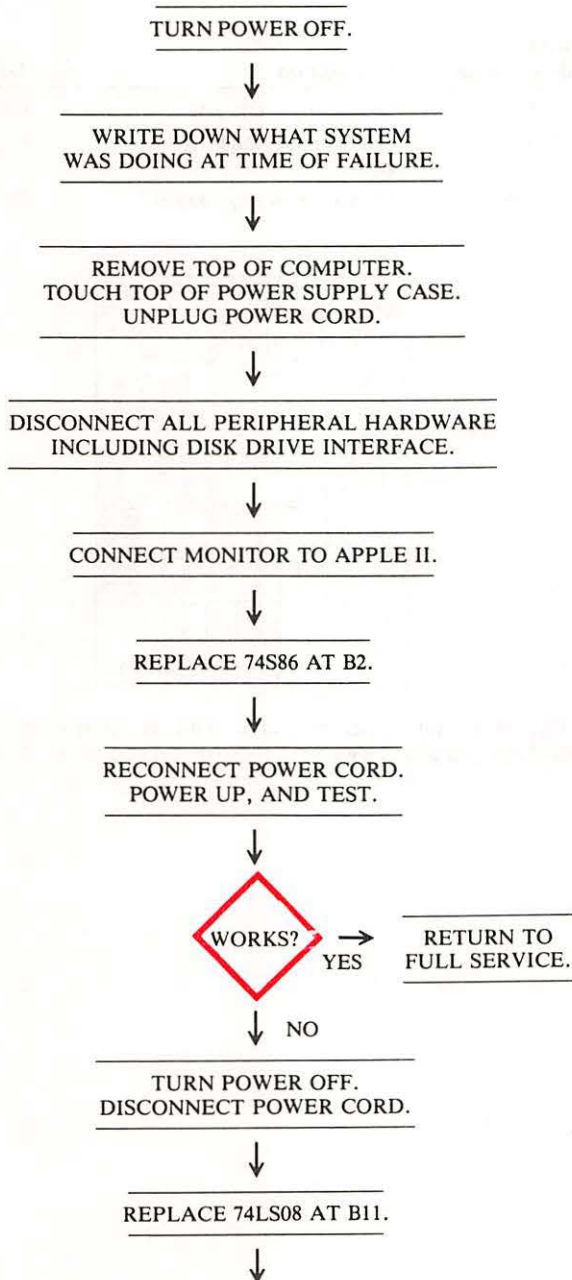 TURN POWER OFF.
WRITE DOWN WHAT SYSTEM
WAS DOING AT TIME OF FAILURE.
REMOVE TOP OF COMPUTER.
TOUCH TOP OF POWER SUPPLY CASE.
UNPLUG POWER CORD.
DISCONNECT ALL PERIPHERAL HARDWARE
INCLUDING DISK DRIVE INTERFACE.
CONNECT MONITOR TO APPLE II.
REPLACE 74S86 AT B2.
RECONNECT POWER CORD.
POWER UP, AND TEST.
WORKS?
YES
RETURN TO
FULL SERVICE.
NO
TURN POWER OFF.
DISCONNECT POWER CORD.
REPLACE 74LS08 AT B11.